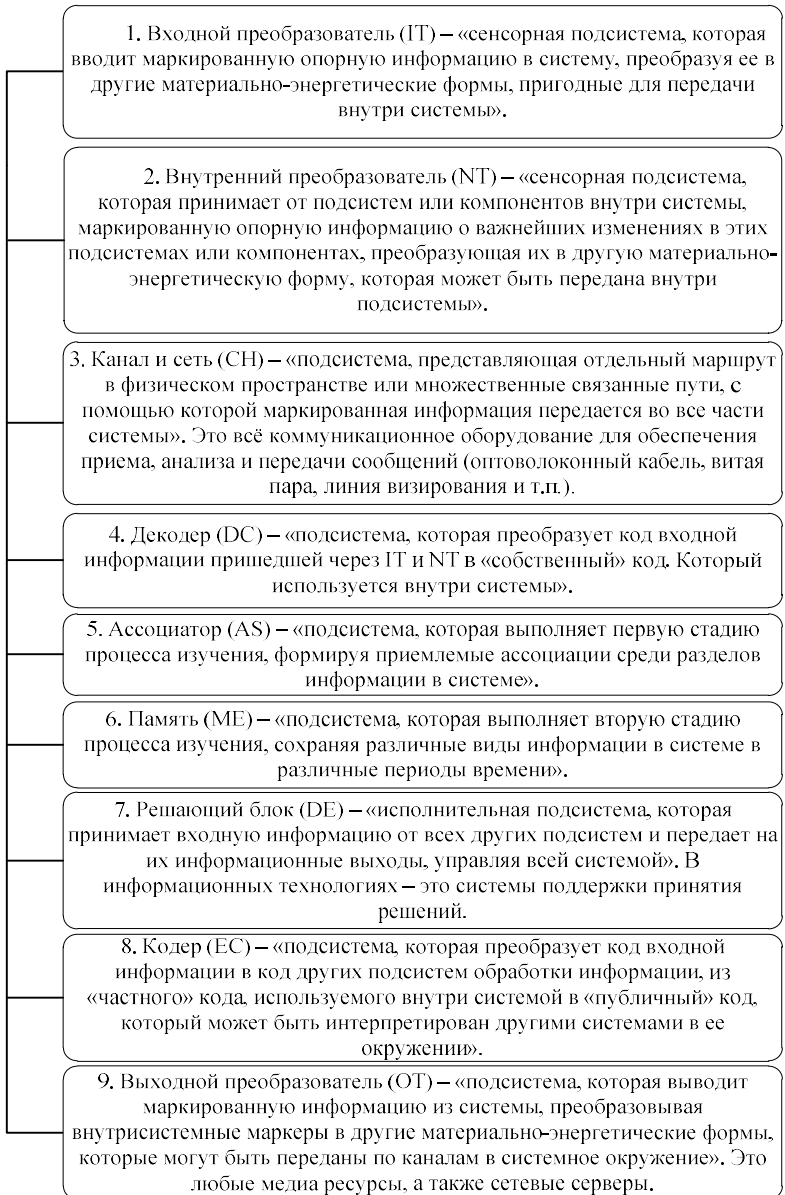 1. Входной преобразователь (IT) – «сенсорная подсистема, которая
вводит маркированную опорную информацию в систему, преобразуя ее в
другие материально-энергетические формы, пригодные для передачи
внутри системы».
2. Внутренний преобразователь (NT) – «сенсорная подсистема,
которая принимает от подсистем или компонентов внутри системы,
маркированную опорную информацию о важнейших изменениях в этих
подсистемах или компонентах, преобразующая их в другую материально-
энергетическую форму, которая может быть передана внутри
подсистемы».
3. Канал и сеть (CH) – «подсистема, представляющая отдельный маршрут
в физическом пространстве или множественные связанные пути, с
помощью которой маркированная информация передается во все части
системы». Это всё коммуникационное оборудование для обеспечения
приема, анализа и передачи сообщений (оптоволоконный кабель, витая
пара, линия визирования и т.п.).
4. Декодер (DC) – «подсистема, которая преобразует код входной
информации пришедшей через IT и NT в «собственный» код. Который
используется внутри системы».
5. Ассоциатор (AS) – «подсистема, которая выполняет первую стадию
процесса изучения, формируя приемлемые ассоциации среди разделов
информации в системе».
6. Память (ME) – «подсистема, которая выполняет вторую стадию
процесса изучения, сохраняя различные виды информации в системе в
различные периоды времени».
7. Решающий блок (DE) – «исполнительная подсистема, которая
принимает входную информацию от всех других подсистем и передает на
их информационные выходы, управляя всей системой». В
информационных технологиях – это системы поддержки принятия
решений.
8. Кодер (EC) – «подсистема, которая преобразует код входной
информации в код других подсистем обработки информации, из
«частного» кода, используемого внутри системой в «публичный» код,
который может быть интерпретирован другими системами в ее
окружении».
9. Выходной преобразователь (OT) – «подсистема, которая выводит
маркированную информацию из системы, преобразовывая
внутрисистемные маркеры в другие материально-энергетические формы,
которые могут быть переданы по каналам в системное окружение». Это
любые медиа ресурсы, а также сетевые серверы.